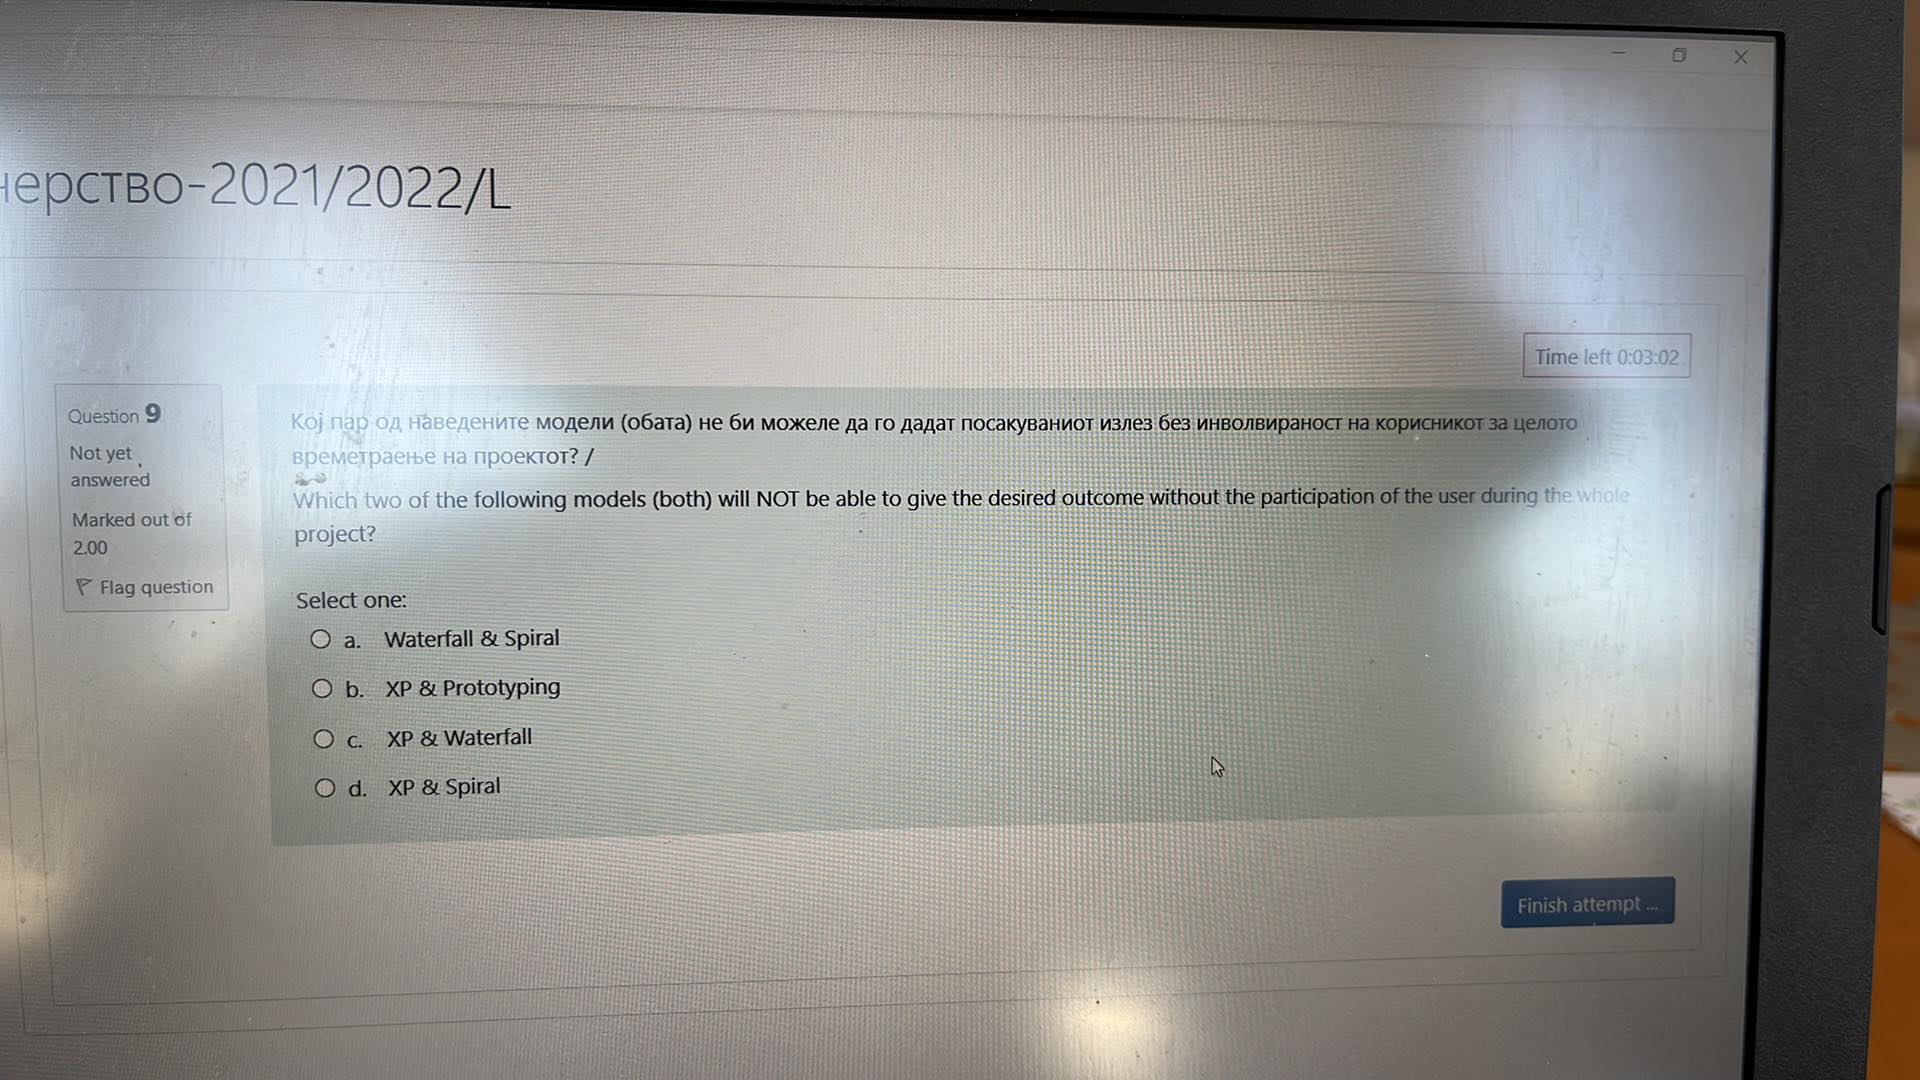 нерство-2021/2022/L
Time left 0:03:02
Question 9
Not yet
answered
Marked out of
2.00
Flag question
Кој пар од наведените модели (обата) не би можеле да го дадат посакуваниот излез без инволвираност на корисникот за целото
времетраење на проектот? /
Which two of the following models (both) will NOT be able to give the desired outcome without the participation of the user during the whole
project?
Select one:
a. Waterfall & Spiral
b. XP & Prototyping
c. XP & Waterfall
d. XP & Spiral
Finish attempt ...